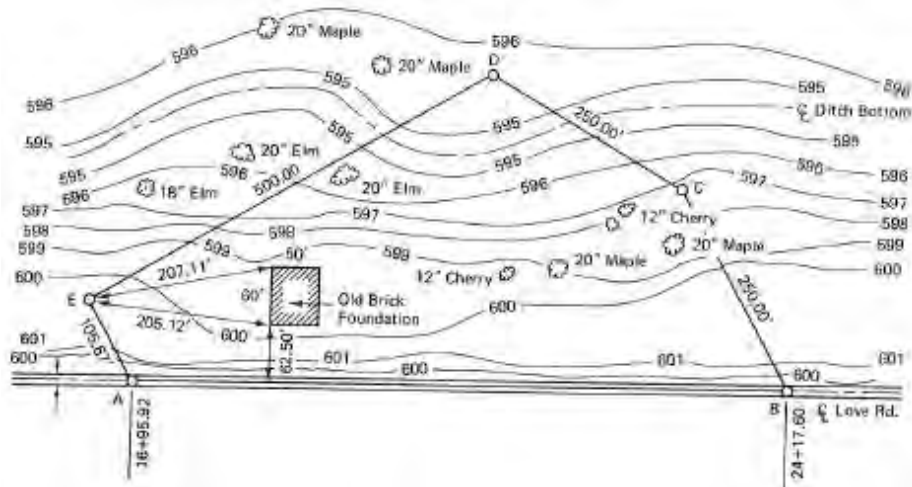 20" Maple
596
596
20" Maple
D
596
595
596
595
250.00'
℄ Ditch Bottom
595
595
595
595
595
20" Elm
595
596
500.00
596
18" Elm
20" Elm
596
596
597
C
597
597
597
12" Cherry
598
598
598
599
599
599
20" Maple
599
207.11'
50'
12" Cherry
20" Maple
600
600
E
60'
Old Brick
Foundation
250.00'
205.12'
600
600
105.67'
62.50'
601
601
601
601
600
600
600
A
B
℄ Love Rd.
16+95.92
24+17.60